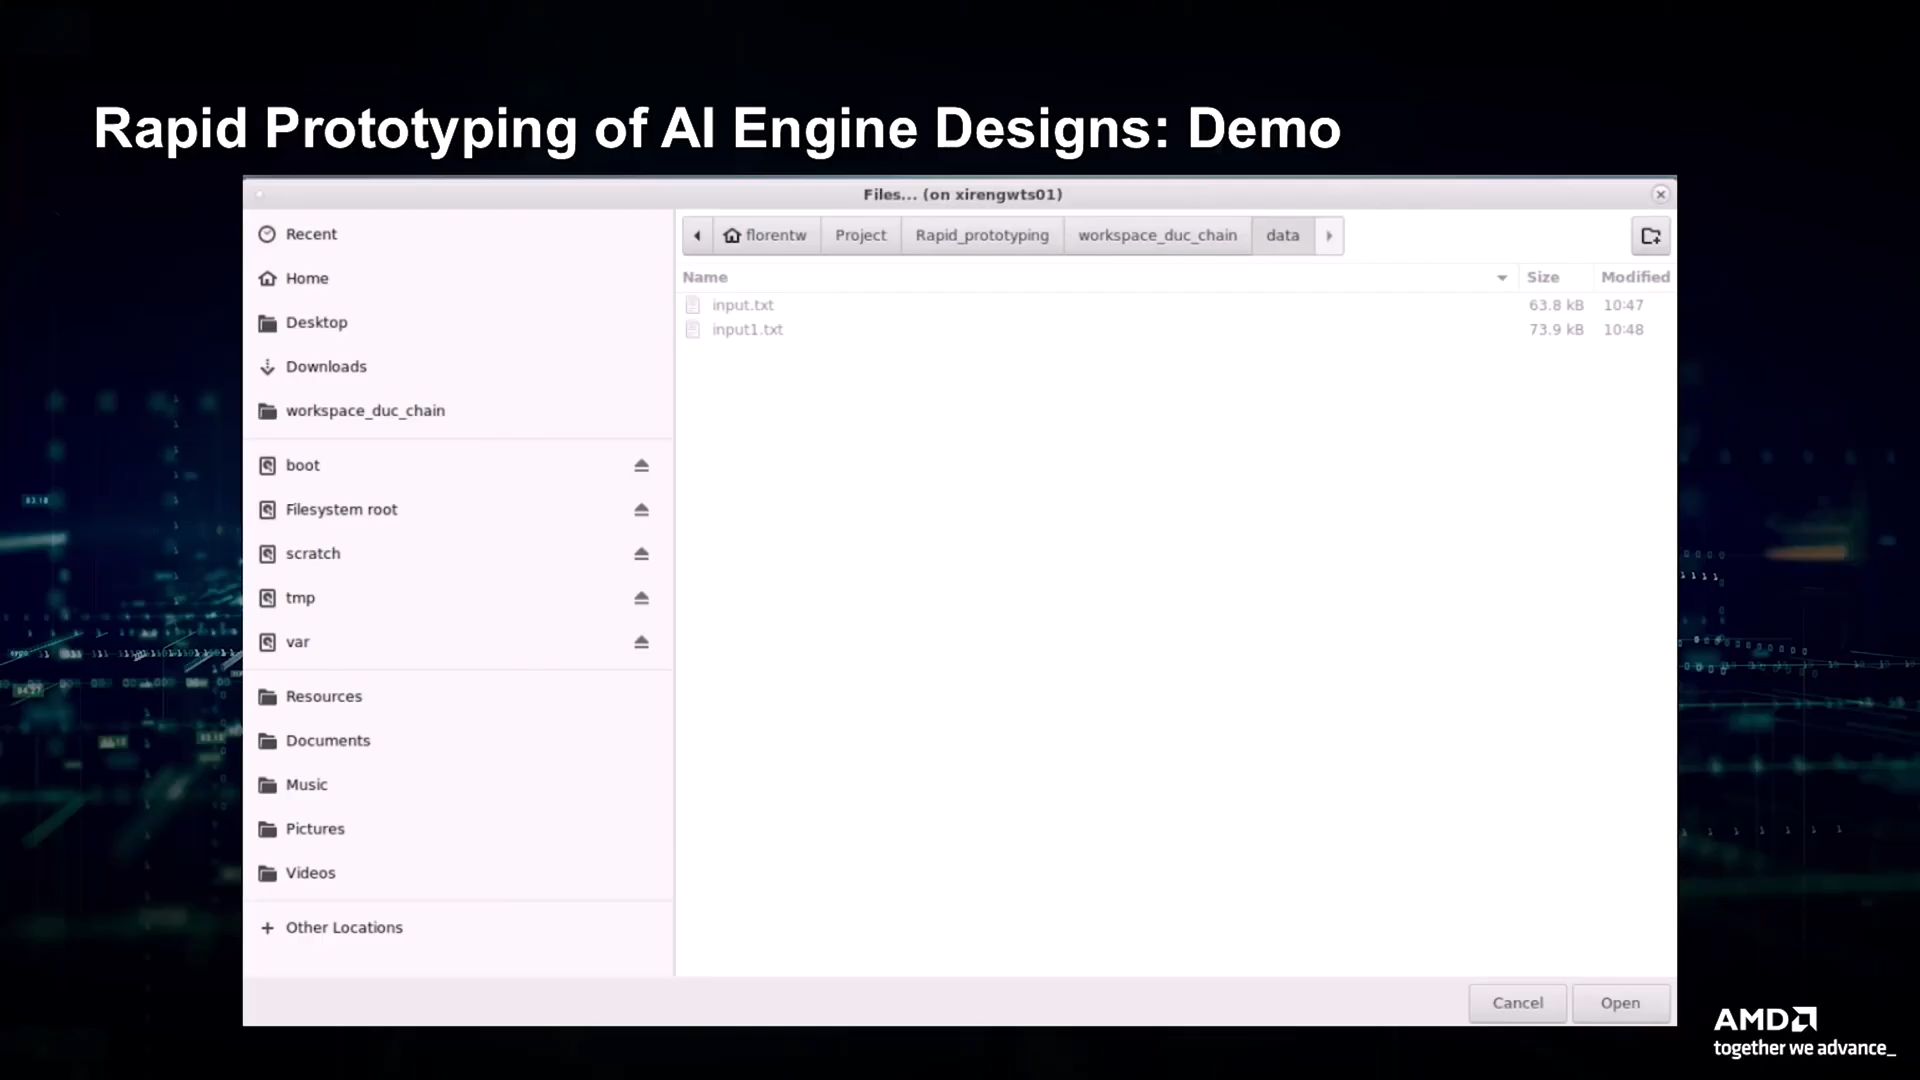 Rapid Prototyping of AI Engine Designs: Demo
Files... (on xirengwts01)
Recent
Home
Desktop
Downloads
workspace_duc_chain
boot
Filesystem root
scratch
tmp
var
Resources
Documents
Music
Pictures
Videos
Other Locations
florentw Project Rapid_prototyping workspace_duc_chain data
Name Size Modified
input.txt 63.8 kB 10:47
input1.txt 73.9 kB 10:48
Cancel Open
AMD
together we advance_